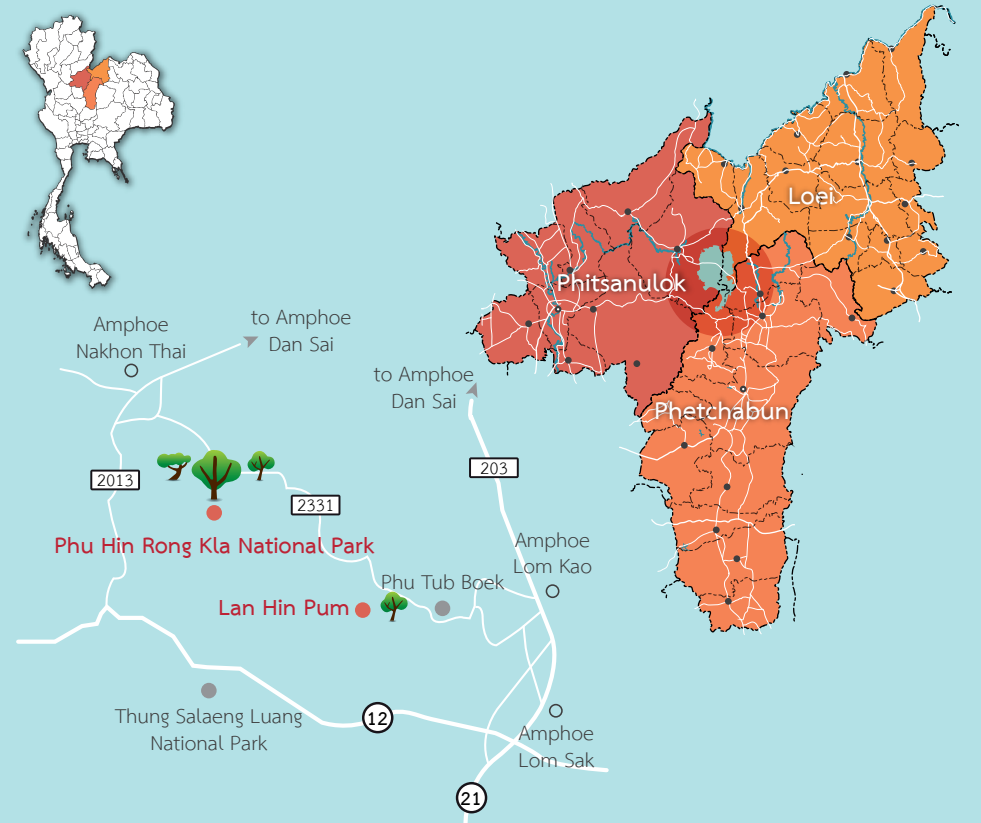 Loei
Phitsanulok
Phetchabun
Amphoe
Nakhon Thai
to Amphoe
Dan Sai
to Amphoe
Dan Sai
203
2013
2331
Phu Hin Rong Kla National Park
Amphoe
Lom Kao
Phu Tub Boek
Lan Hin Pum
Thung Salaeng Luang
National Park
12
Amphoe
Lom Sak
21